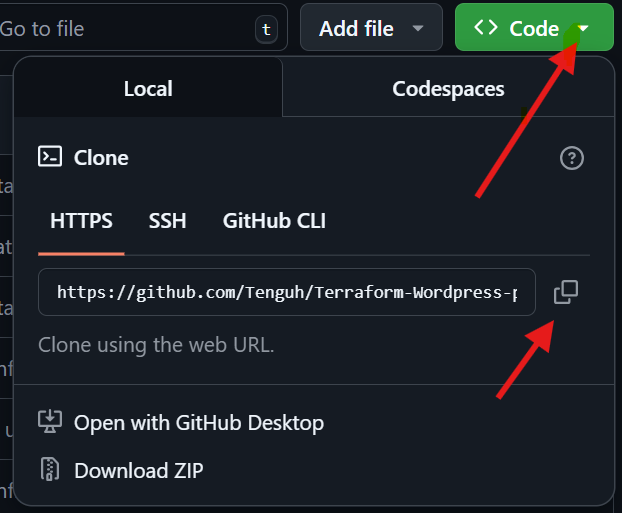 Go to file
t
Add file
Code
Local
Codespaces
Clone
HTTPS
SSH
GitHub CLI
https://github.com/Tenguh/Terraform-Wordpress-p
Clone using the web URL.
Open with GitHub Desktop
Download ZIP